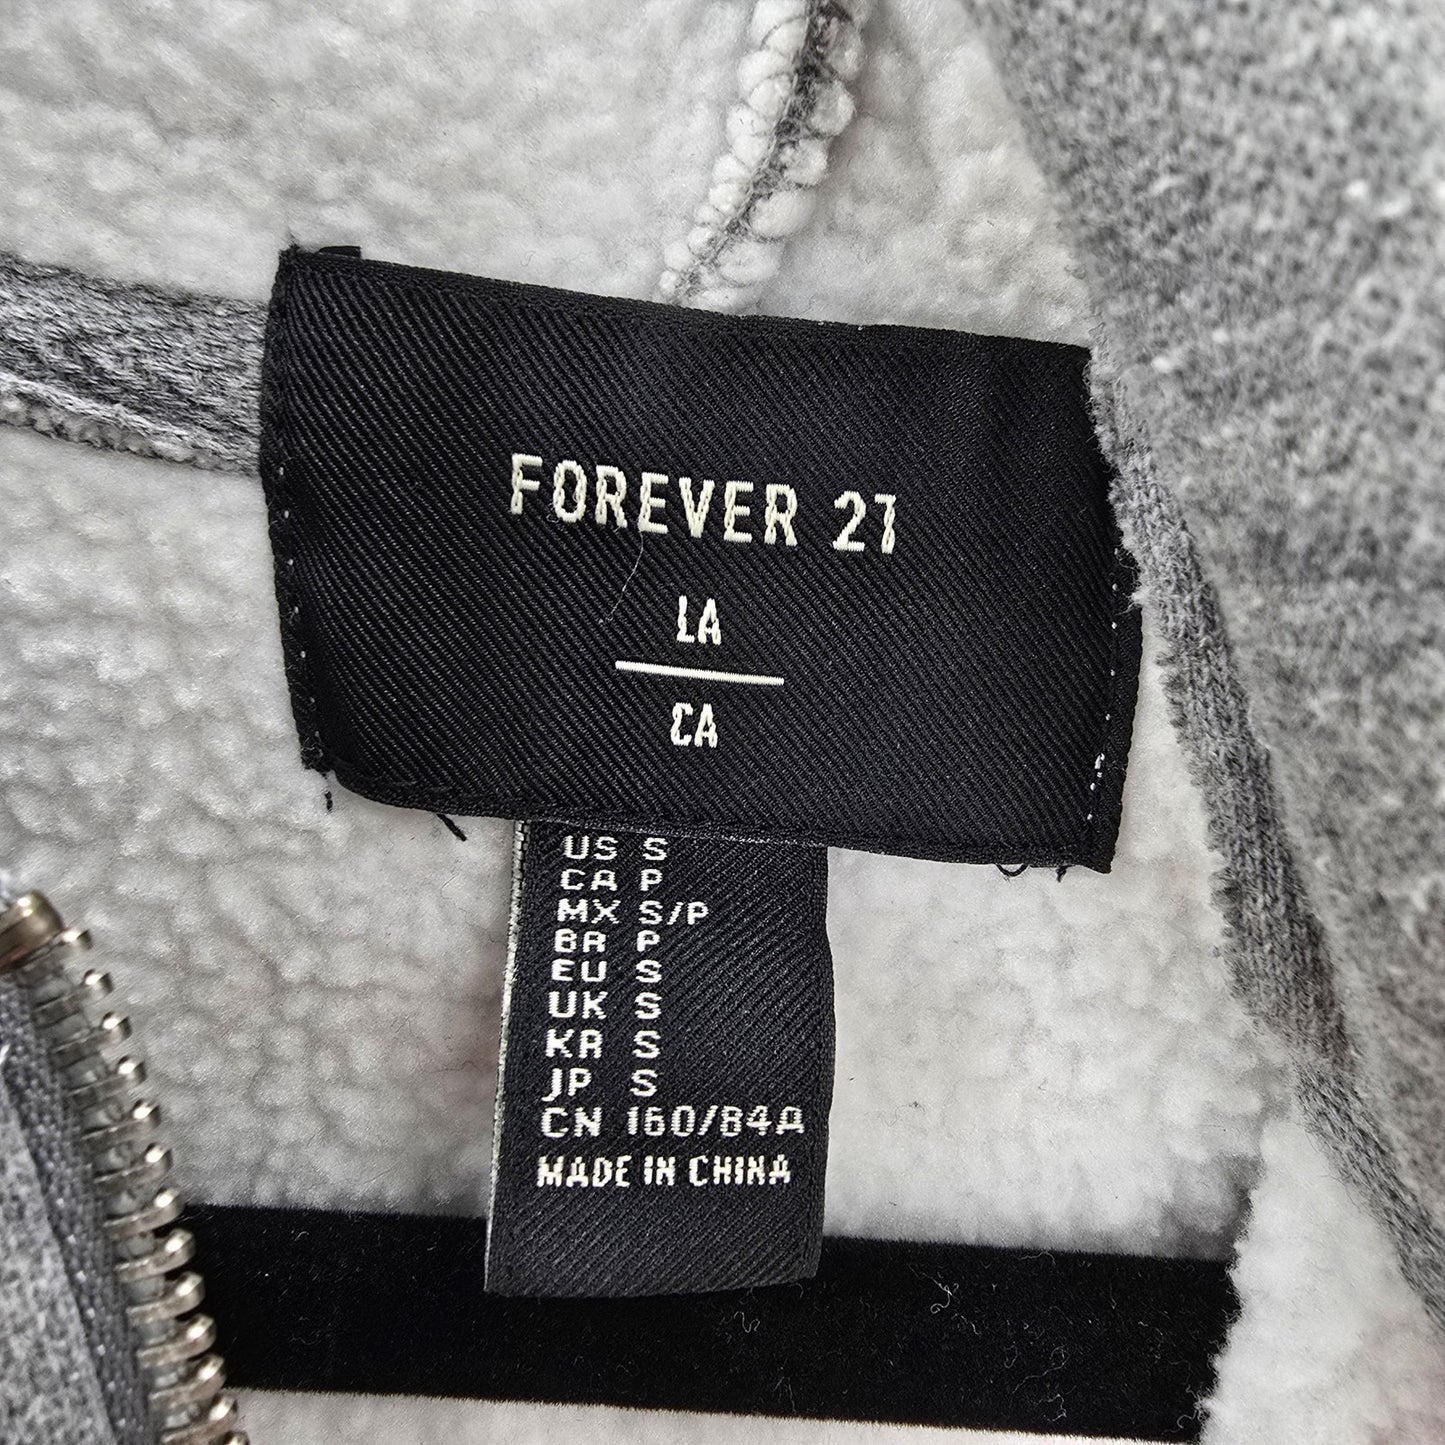 FOREVER 21
LA
CA
US S
CA P
MX S/P
BR P
EU S
UK S
KR S
JP S
CN 160/84A
MADE IN CHINA